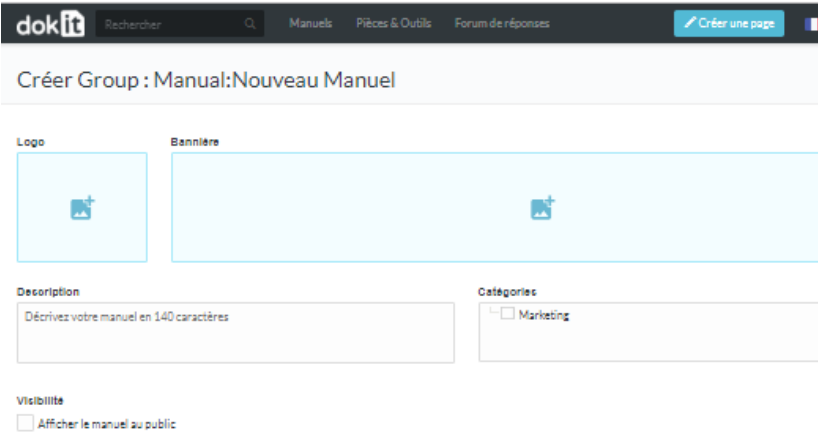 dokit Rechercher Manuels Pièces & Outils Forum de réponses Créer une page
Créer Group : Manual:Nouveau Manuel
Logo Bannière
Description Catégories
Décrivez votre manuel en 140 caractères Marketing
Visibilité
Afficher le manuel au public